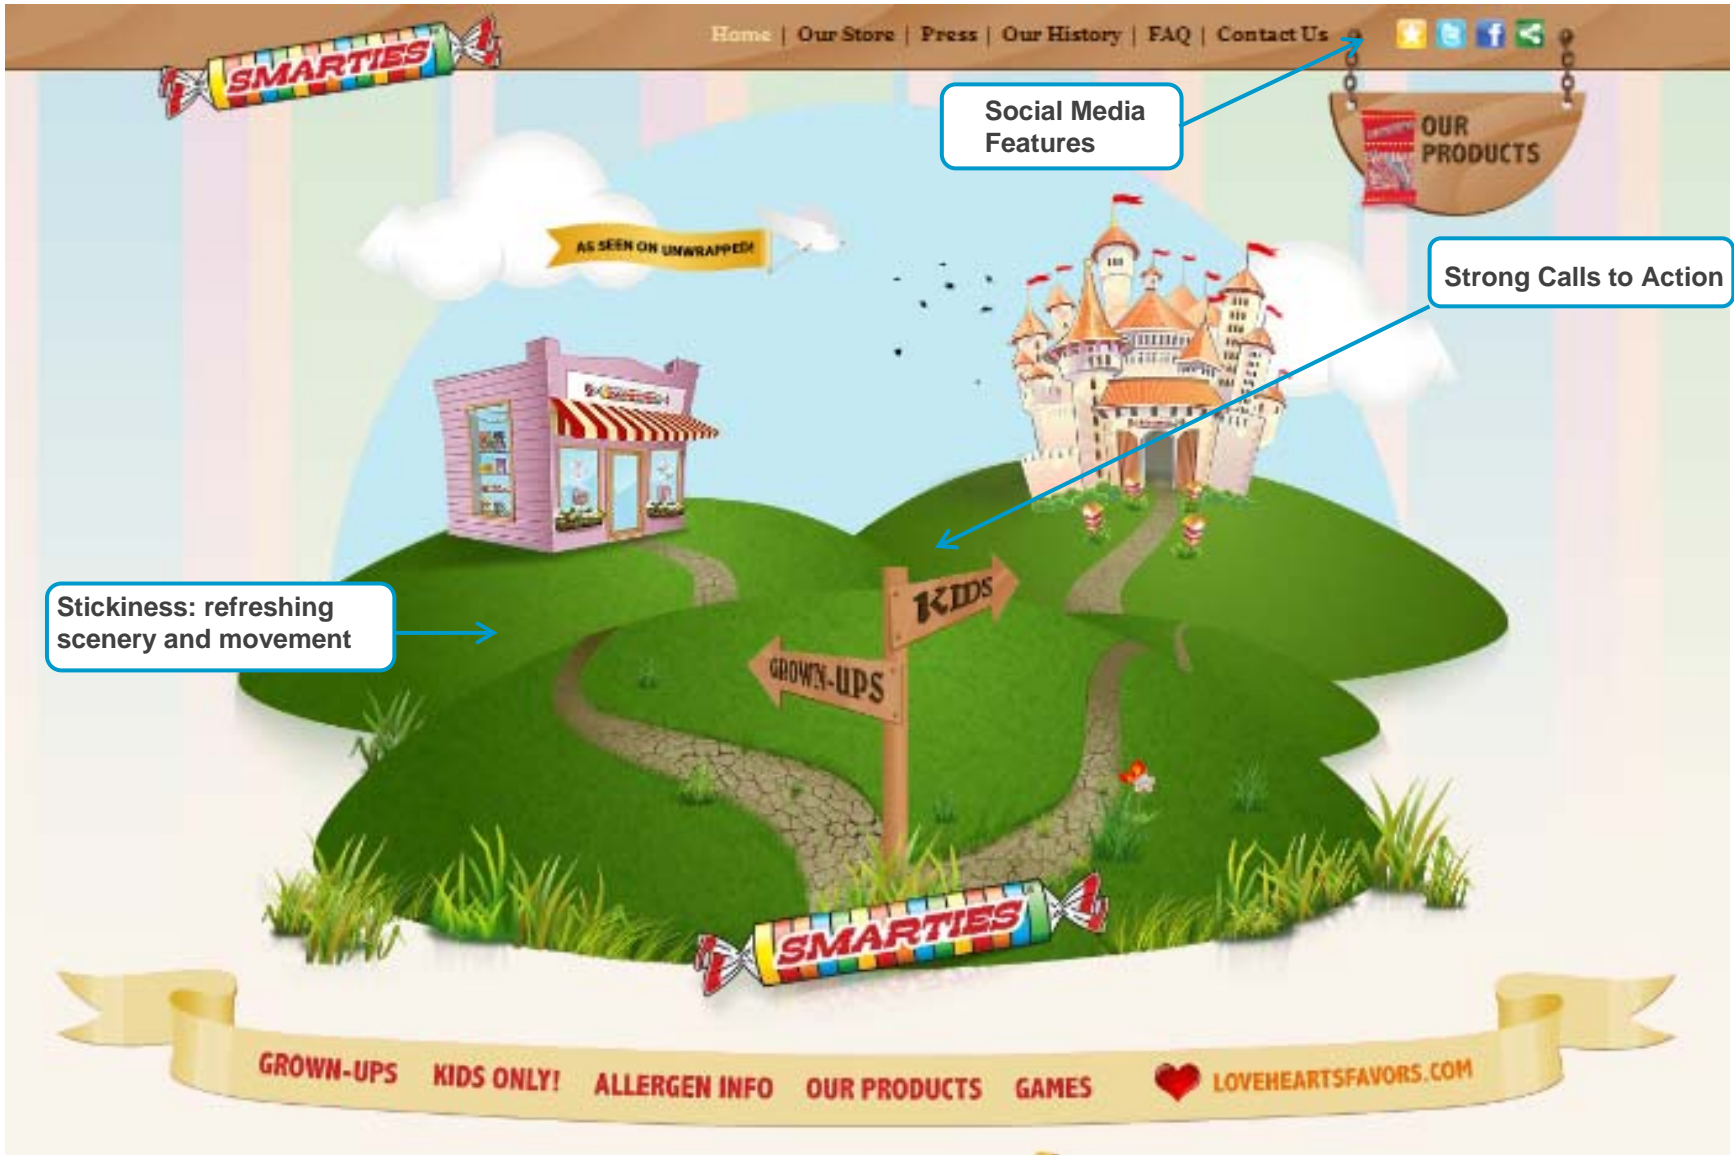 Home | Our Store | Press | Our History | FAQ | Contact Us
SMARTIES
Social Media
Features
OUR
PRODUCTS
AS SEEN ON UNWRAPPED!
Strong Calls to Action
Stickiness: refreshing
scenery and movement
KIDS
GROWN-UPS
SMARTIES
GROWN-UPS KIDS ONLY! ALLERGEN INFO OUR PRODUCTS GAMES LOVEHEARTSFAVORS.COM